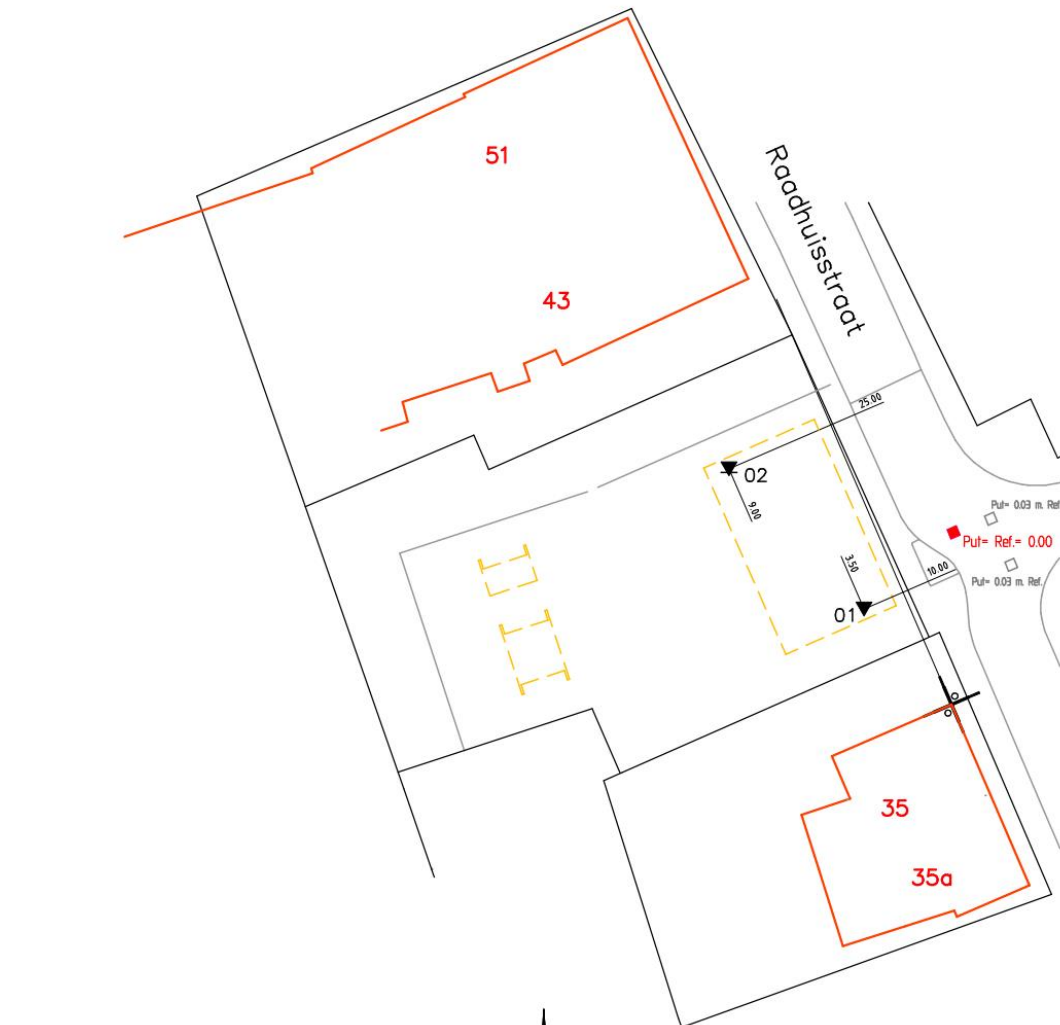 51
Raadhuisstraat
43
25.00
02
9.00
Put= 0.03 m. Ref
Put= Ref.= 0.00
3.50
10.00
Put= 0.03 m. Ref.
01
35
35a